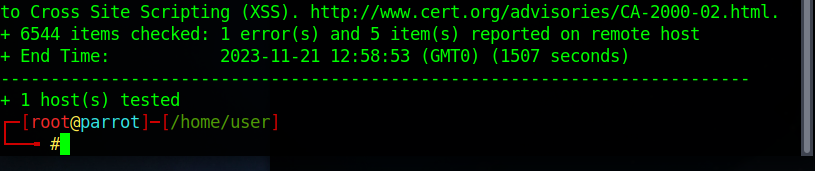 to Cross Site Scripting (XSS). http://www.cert.org/advisories/CA-2000-02.html.
+ 6544 items checked: 1 error(s) and 5 item(s) reported on remote host
+ End Time:           2023-11-21 12:58:53 (GMT0) (1507 seconds)
---------------------------------------------------------------------------
+ 1 host(s) tested
┌─[root@parrot]─[/home/user]
└──╼ #